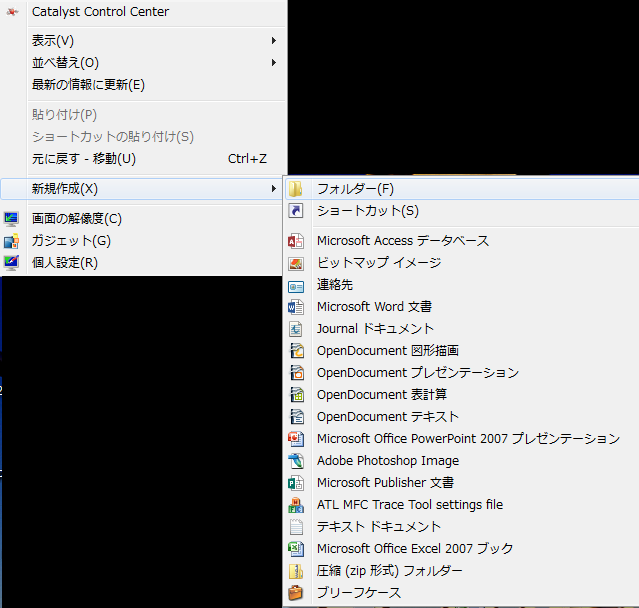 Catalyst Control Center
表示(V)
並べ替え(O)
最新の情報に更新(E)
貼り付け(P)
ショートカットの貼り付け(S)
元に戻す - 移動(U) Ctrl+Z
新規作成(X)
画面の解像度(C)
ガジェット(G)
個人設定(R)
フォルダー(F)
ショートカット(S)
Microsoft Access データベース
ビットマップ イメージ
連絡先
Microsoft Word 文書
Journal ドキュメント
OpenDocument 図形描画
OpenDocument プレゼンテーション
OpenDocument 表計算
OpenDocument テキスト
Microsoft Office PowerPoint 2007 プレゼンテーション
Adobe Photoshop Image
Microsoft Publisher 文書
ATL MFC Trace Tool settings file
テキスト ドキュメント
Microsoft Office Excel 2007 ブック
圧縮 (zip 形式) フォルダー
ブリーフケース